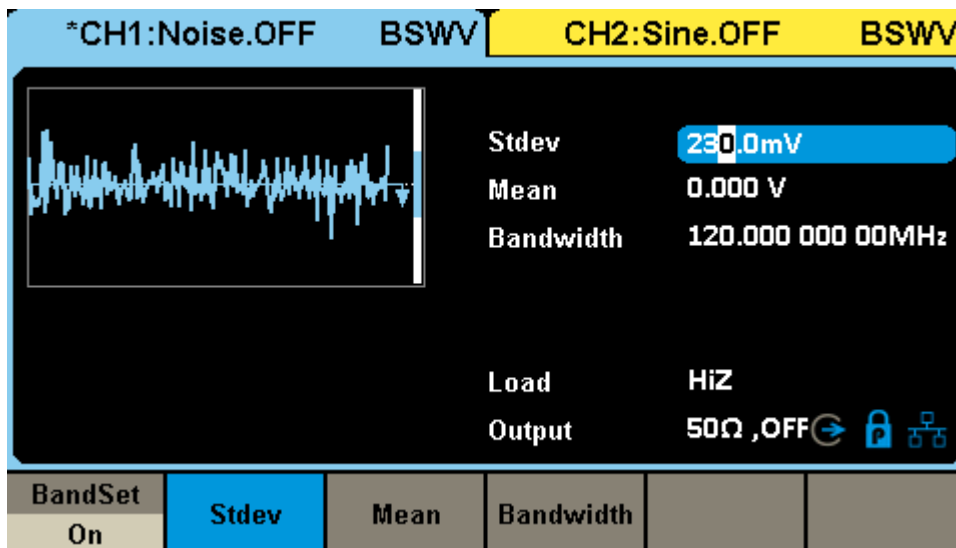 *CH1:Noise.OFF BSWV CH2:Sine.OFF BSWV
Stdev 230.0mV
Mean 0.000 V
Bandwidth 120.000 000 00MHz
Load HiZ
Output 50Ω ,OFF P
BandSet Stdev Mean Bandwidth
On